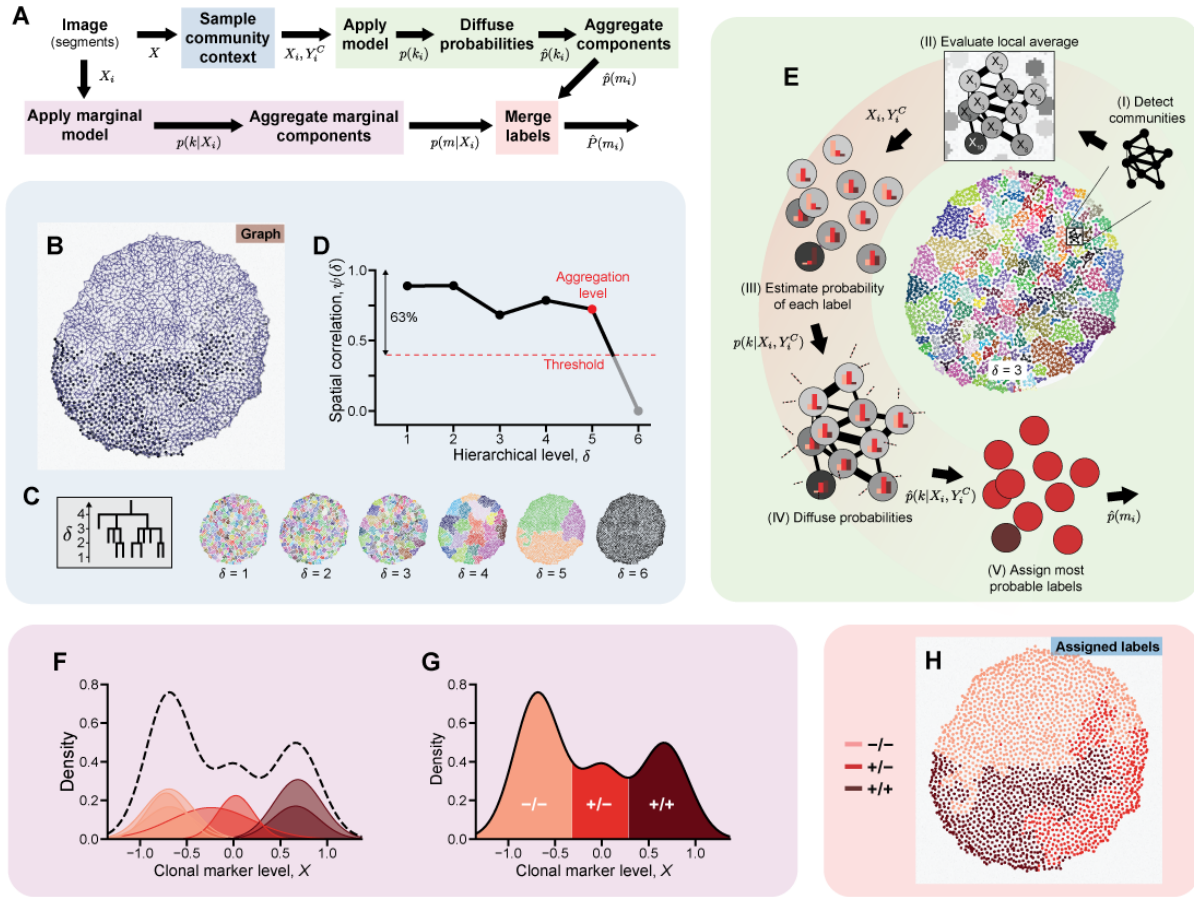 A
Image
(segments)
X
Sample
community
context
X_i, Y_i^C
Apply
model
p(k_i)
Diffuse
probabilities
p̂(k_i)
Aggregate
components
X_i
p̂(m_i)
Apply marginal
model
p(k|X_i)
Aggregate marginal
components
p(m|X_i)
Merge
labels
P̂(m_i)
B
Graph
C
δ
4
3
2
1
δ = 1
δ = 2
δ = 3
δ = 4
δ = 5
δ = 6
D
Spatial correlation, ψ(δ)
1.0
0.5
0.0
63%
Aggregation
level
Threshold
1
2
3
4
5
6
Hierarchical level, δ
E
(II) Evaluate local average
(I) Detect
communities
X_2
X_10
X_8
X_i, Y_i^C
(III) Estimate probability
of each label
p(k|X_i, Y_i^C)
δ = 3
(IV) Diffuse probabilities
p̂(k|X_i, Y_i^C)
p̂(m_i)
(V) Assign most
probable labels
F
Density
0.8
0.6
0.4
0.2
0.0
−1.0
−0.5
0.0
0.5
1.0
Clonal marker level, X
G
Density
0.8
0.6
0.4
0.2
0.0
−/−
+/−
+/+
−1.0
−0.5
0.0
0.5
1.0
Clonal marker level, X
H
Assigned labels
−/−
+/−
+/+